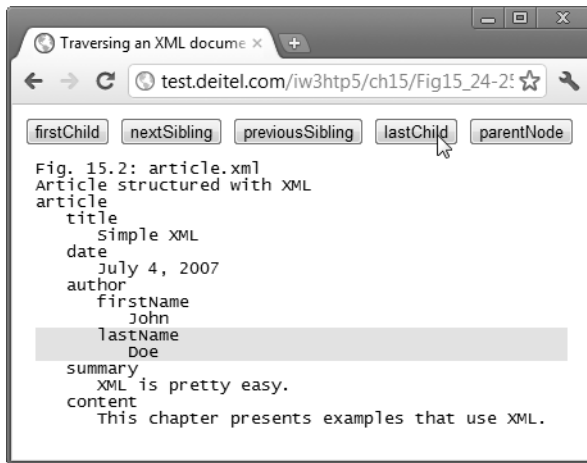 Traversing an XML docume ×
test.deitel.com/iw3htp5/ch15/Fig15_24-25
firstChild nextSibling previousSibling lastChild parentNode
Fig. 15.2: article.xml
Article structured with XML
article
title
Simple XML
date
July 4, 2007
author
firstName
John
lastName
Doe
summary
XML is pretty easy.
content
This chapter presents examples that use XML.